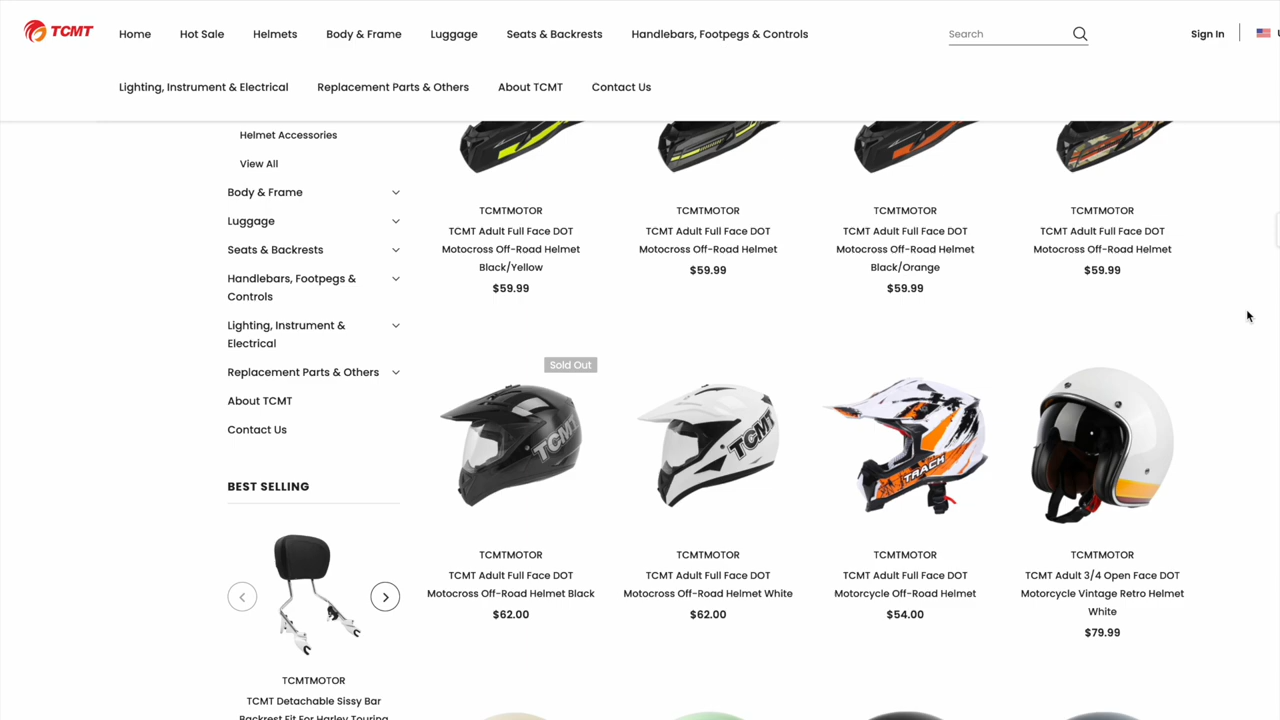 TCMT
Home
Hot Sale
Helmets
Body & Frame
Luggage
Seats & Backrests
Handlebars, Footpegs & Controls
Search
Sign In
Lighting, Instrument & Electrical
Replacement Parts & Others
About TCMT
Contact Us
Helmet Accessories
View All
Body & Frame
Luggage
Seats & Backrests
Handlebars, Footpegs &
Controls
Lighting, Instrument &
Electrical
Replacement Parts & Others
About TCMT
Contact Us
BEST SELLING
TCMTMOTOR
TCMT Detachable Sissy Bar
Backrest Fit For Harley Touring
TCMTMOTOR
TCMT Adult Full Face DOT
Motocross Off-Road Helmet
Black/Yellow
$59.99
TCMTMOTOR
TCMT Adult Full Face DOT
Motocross Off-Road Helmet
$59.99
TCMTMOTOR
TCMT Adult Full Face DOT
Motocross Off-Road Helmet
Black/Orange
$59.99
TCMTMOTOR
TCMT Adult Full Face DOT
Motocross Off-Road Helmet
$59.99
Sold Out
TCMT
TCMTMOTOR
TCMT Adult Full Face DOT
Motocross Off-Road Helmet Black
$62.00
TCMT
TCMTMOTOR
TCMT Adult Full Face DOT
Motocross Off-Road Helmet White
$62.00
TRACH
TCMTMOTOR
TCMT Adult Full Face DOT
Motorcycle Off-Road Helmet
$54.00
TCMTMOTOR
TCMT Adult 3/4 Open Face DOT
Motorcycle Vintage Retro Helmet
White
$79.99